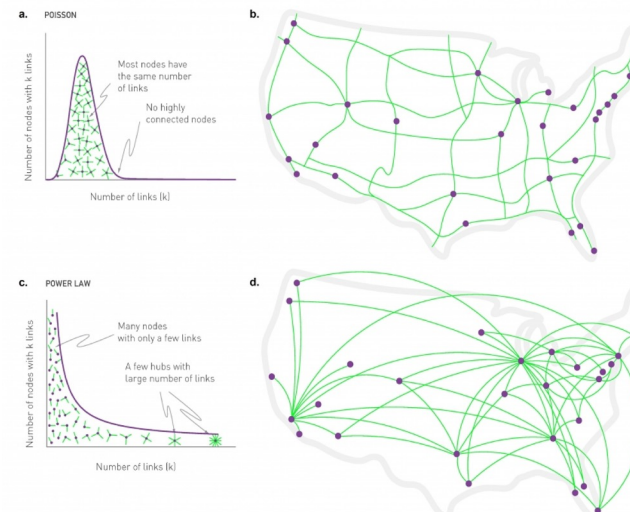 a. POISSON
Number of nodes with k links
Most nodes have
the same number
of links
No highly
connected nodes
Number of links (k)
b.
c. POWER LAW
Number of nodes with k links
Many nodes
with only a few links
A few hubs with
large number of links
Number of links (k)
d.